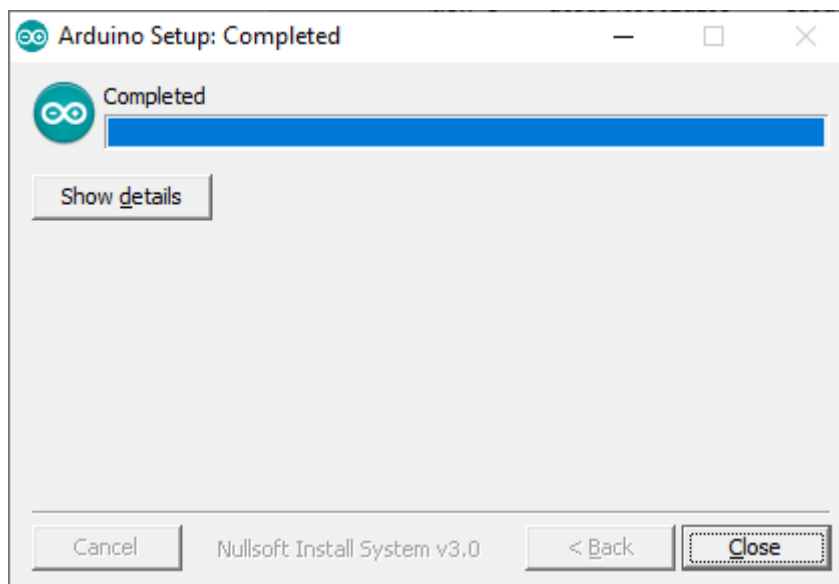 Arduino Setup: Completed
Completed
Show details
Cancel
Nullsoft Install System v3.0
< Back
Close